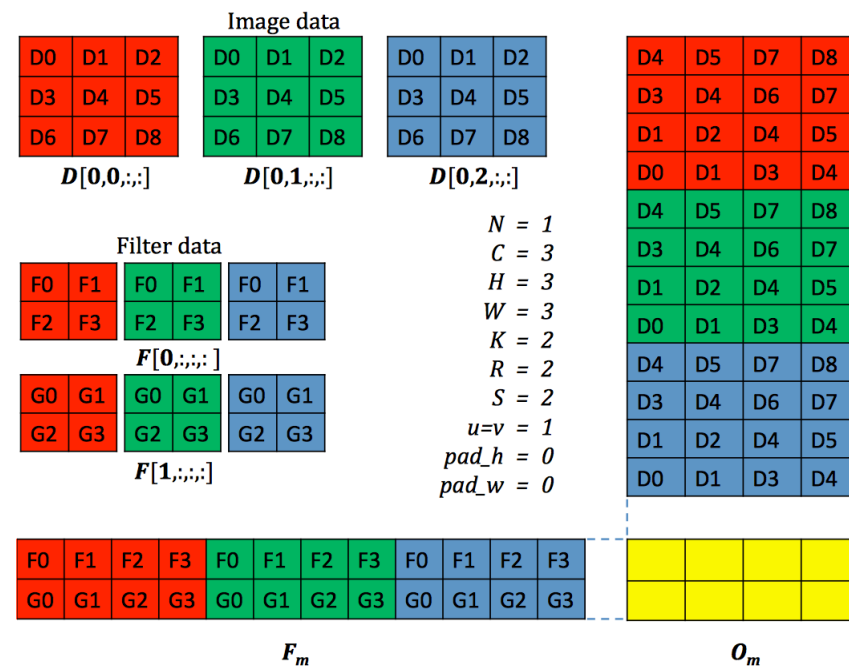 Image data
D0 D1 D2 D0 D1 D2 D0 D1 D2
D3 D4 D5 D3 D4 D5 D3 D4 D5
D6 D7 D8 D6 D7 D8 D6 D7 D8
D[0,0,:,:] D[0,1,:,:] D[0,2,:,:]
Filter data
F0 F1 F0 F1 F0 F1
F2 F3 F2 F3 F2 F3
F[0,:,:,: ]
G0 G1 G0 G1 G0 G1
G2 G3 G2 G3 G2 G3
F[1,:,:,:]
N = 1
C = 3
H = 3
W = 3
K = 2
R = 2
S = 2
u=v = 1
pad_h = 0
pad_w = 0
D4 D5 D7 D8
D3 D4 D6 D7
D1 D2 D4 D5
D0 D1 D3 D4
D4 D5 D7 D8
D3 D4 D6 D7
D1 D2 D4 D5
D0 D1 D3 D4
D4 D5 D7 D8
D3 D4 D6 D7
D1 D2 D4 D5
D0 D1 D3 D4
F0 F1 F2 F3 F0 F1 F2 F3 F0 F1 F2 F3
G0 G1 G2 G3 G0 G1 G2 G3 G0 G1 G2 G3
Fm
Om